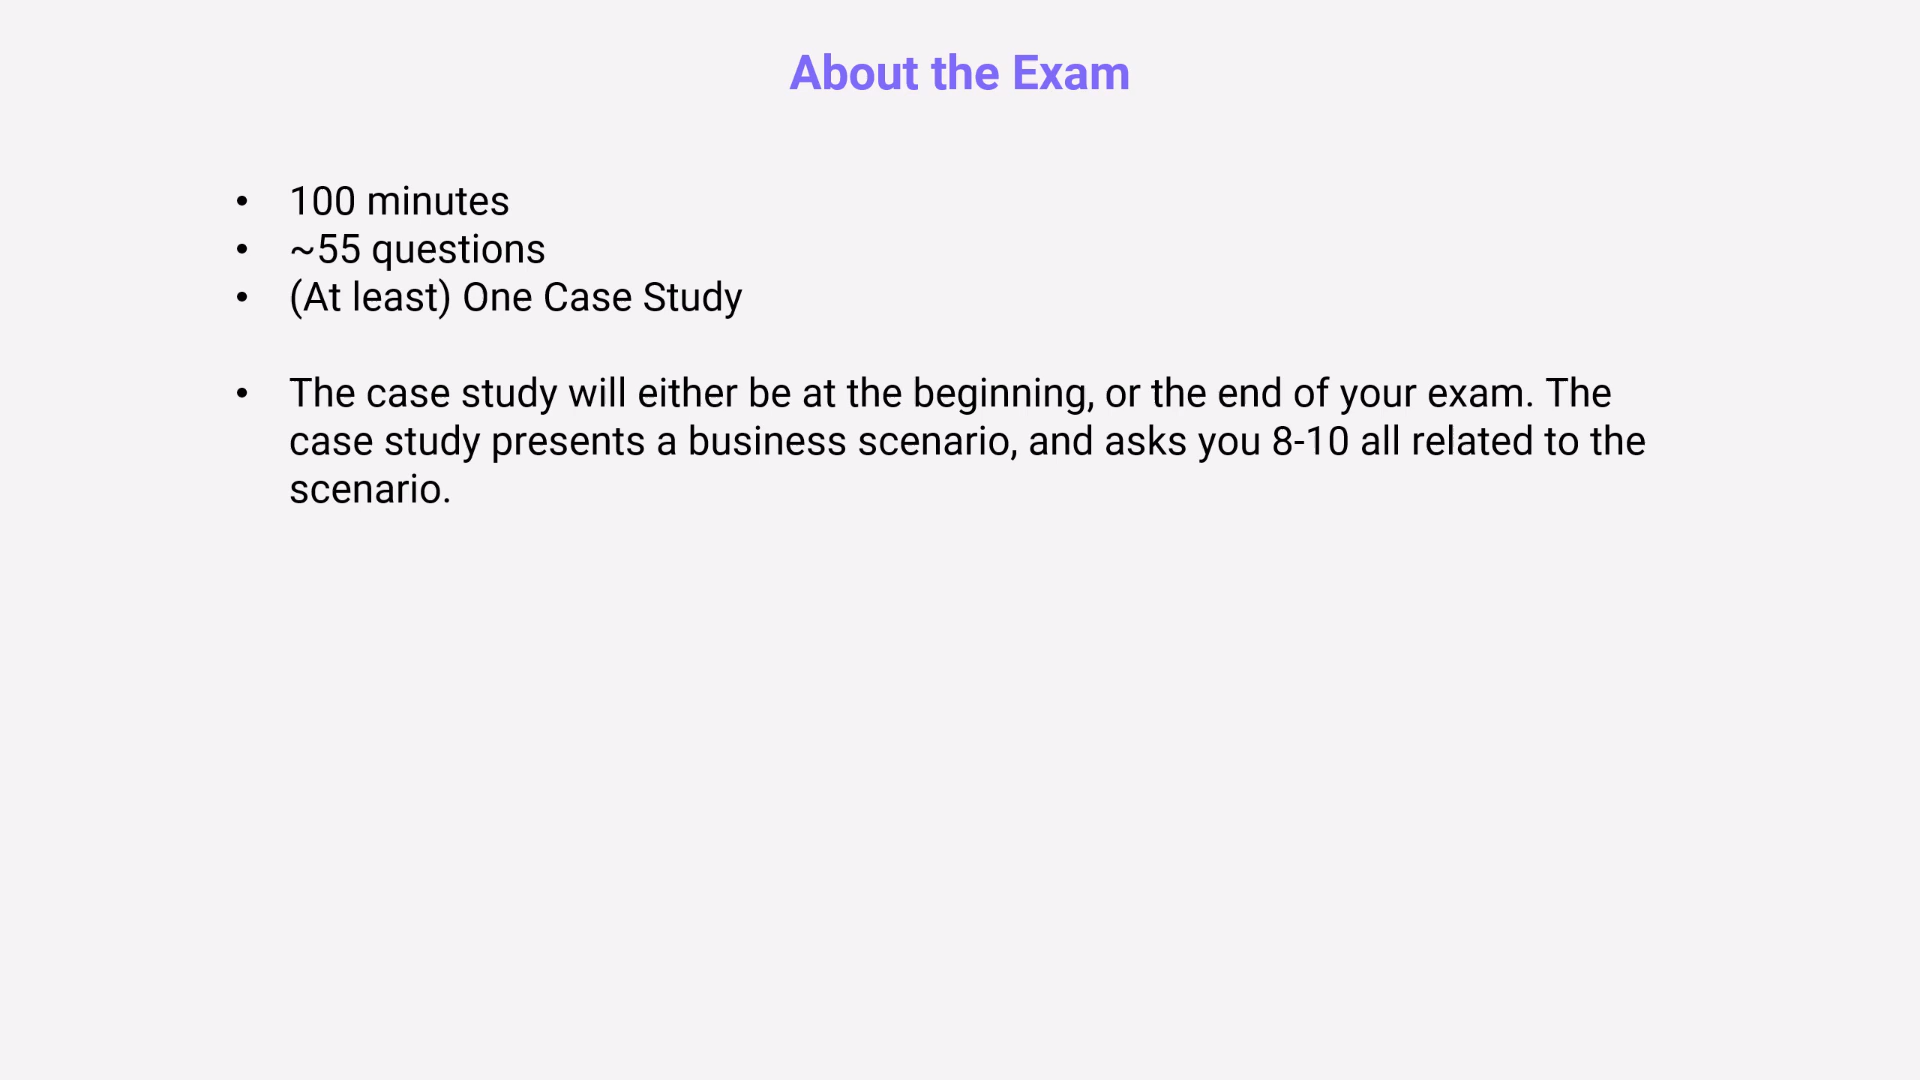 About the Exam
• 100 minutes
• ~55 questions
• (At least) One Case Study
• The case study will either be at the beginning, or the end of your exam. The
case study presents a business scenario, and asks you 8-10 all related to the
scenario.